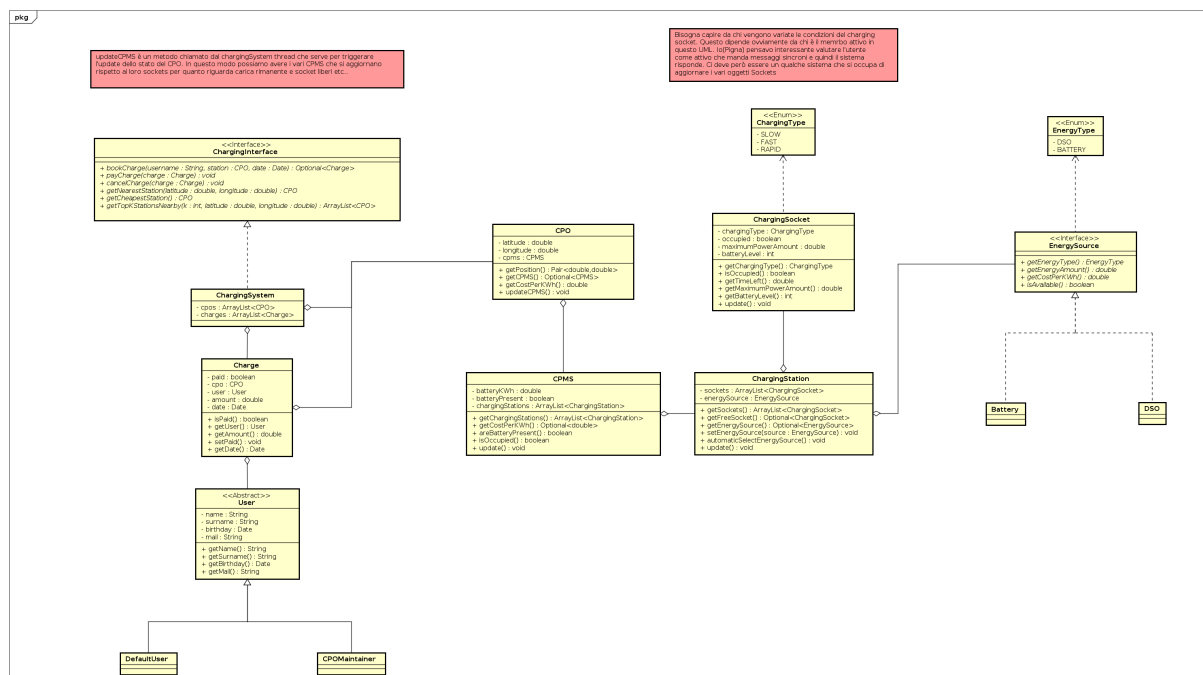 pkg
updateCPMS è un metodo chiamato dal chargingSystem thread che serve per triggerare
l'update dello stato del CPO. In questo modo possiamo avere i vari CPMS che si aggiornano
rispetto ai loro sockets per quanto riguarda carica rimanente e socket liberi etc...
Bisogna capire da chi vengono variate le condizioni del charging
socket. Questo dipende ovviamente da chi è il memrbo attivo in
questo UML. Io(Pigna) pensavo interessante valutare l'utente
come attivo che manda messaggi sincroni e quindi il sistema
risponde. Ci deve però essere un qualche sistema che si occupa di
aggiornare i vari oggetti Sockets
<<Enum>>
ChargingType
- SLOW
- FAST
- RAPID
<<Enum>>
EnergyType
- DSO
- BATTERY
<<Interface>>
ChargingInterface
+ bookCharge(username : String, station : CPO, date : Date) : Optional<Charge>
+ payCharge(charge : Charge) : void
+ cancelCharge(charge : Charge) : void
+ getNearestStation(latitude : double, longitude : double) : CPO
+ getCheapestStation() : CPO
+ getTopKStationsNearby(k : int, latitude : double, longitude : double) : ArrayList<CPO>
CPO
- latitude : double
- longitude : double
- cpms : CPMS
+ getPosition() : Pair<double,double>
+ getCPMS() : Optional<CPMS>
+ getCostPerKWh() : double
+ updateCPMS() : void
ChargingSocket
- chargingType : ChargingType
- occupied : boolean
- maximumPowerAmount : double
- batteryLevel : int
+ getChargingType() : ChargingType
+ isOccupied() : boolean
+ getTimeLeft() : double
+ getMaximumPowerAmount() : double
+ getBatteryLevel() : int
+ update() : void
<<Interface>>
EnergySource
+ getEnergyType() : EnergyType
+ getEnergyAmount() : double
+ getCostPerKWh() : double
+ isAvailable() : boolean
ChargingSystem
- cpos : ArrayList<CPO>
- charges : ArrayList<Charge>
Charge
- paid : boolean
- cpo : CPO
- user : User
- amount : double
- date : Date
+ isPaid() : boolean
+ getUser() : User
+ getAmount() : double
+ setPaid() : void
+ getDate() : Date
CPMS
- batteryKWh : double
- batteryPresent : boolean
- chargingStations : ArrayList<ChargingStation>
+ getChargingStations() : ArrayList<ChargingStation>
+ getCostPerKWh() : Optional<double>
+ areBatteryPresent() : boolean
+ isOccupied() : boolean
+ update() : void
ChargingStation
- sockets : ArrayList<ChargingSocket>
- energySource : EnergySource
+ getSockets() : ArrayList<ChargingSocket>
+ getFreeSocket() : Optional<ChargingSocket>
+ getEnergySource() : Optional<EnergySource>
+ setEnergySource(source : EnergySource) : void
+ automaticSelectEnergySource() : void
+ update() : void
Battery
DSO
<<Abstract>>
User
- name : String
- surname : String
- birthday : Date
- mail : String
+ getName() : String
+ getSurname() : String
+ getBirthday() : Date
+ getMail() : String
DefaultUser
CPOMaintainer